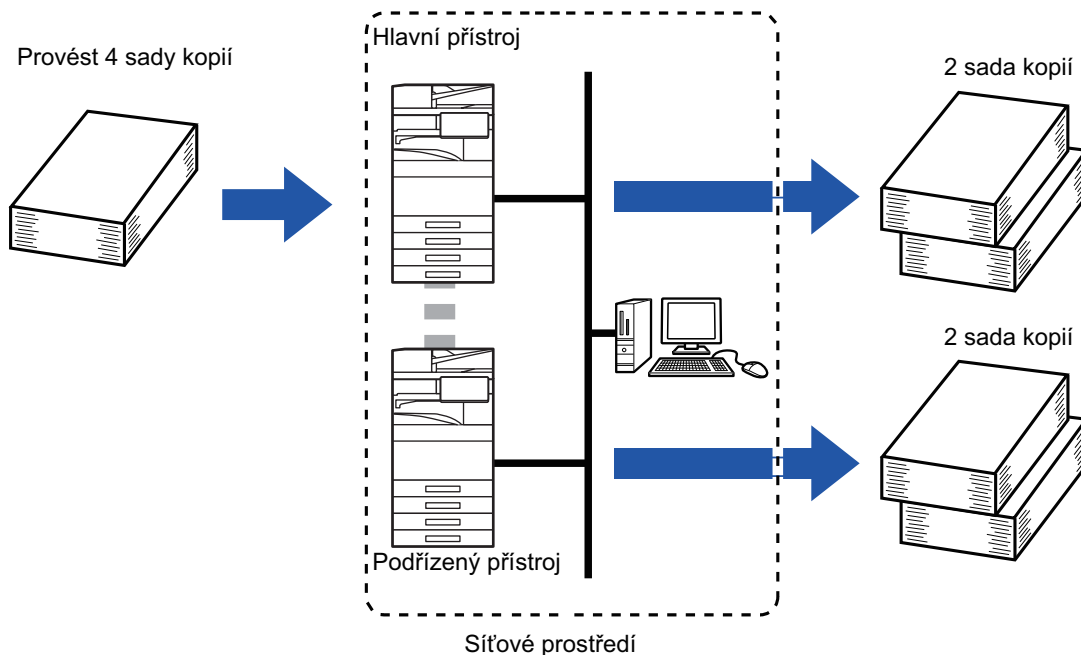 Provést 4 sady kopií
Hlavní přístroj
2 sada kopií
2 sada kopií
Podřízený přístroj
Síťové prostředí